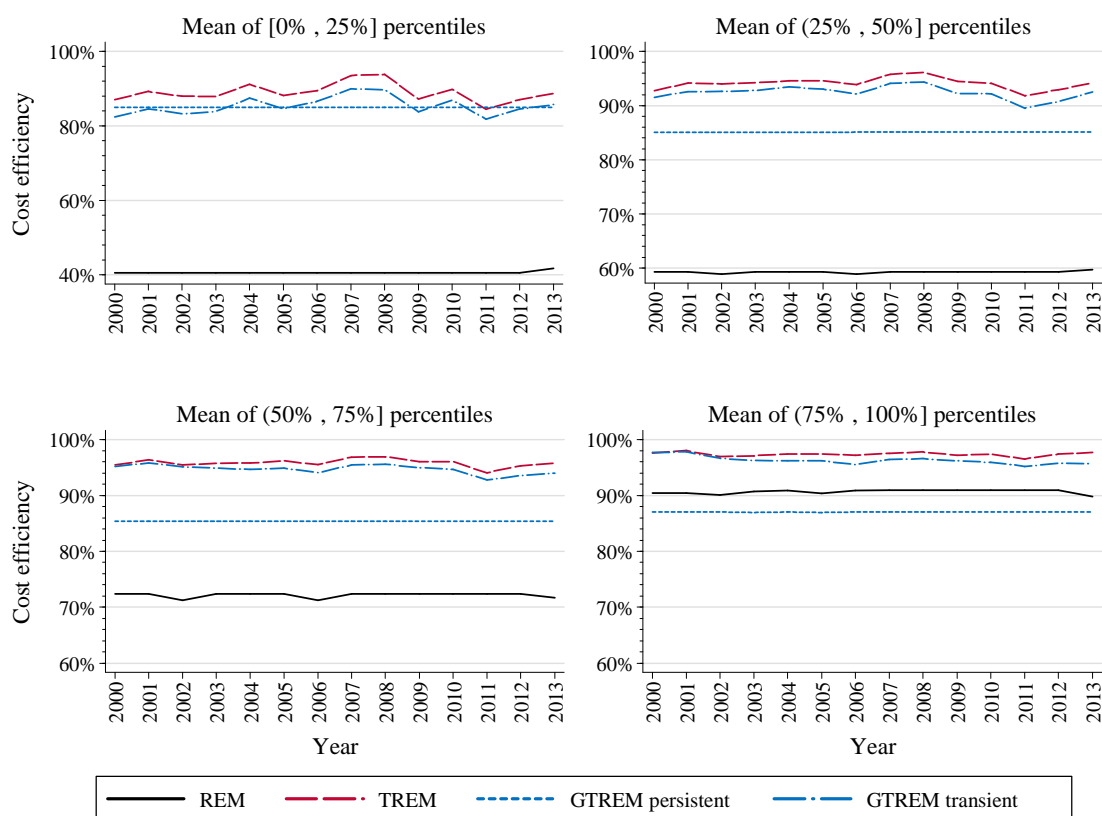 Mean of [0% , 25%] percentiles
Cost efficiency
100%
80%
60%
40%
2000 2001 2002 2003 2004 2005 2006 2007 2008 2009 2010 2011 2012 2013
Mean of (25% , 50%] percentiles
100%
90%
80%
70%
60%
2000 2001 2002 2003 2004 2005 2006 2007 2008 2009 2010 2011 2012 2013
Mean of (50% , 75%] percentiles
Cost efficiency
100%
90%
80%
70%
60%
2000 2001 2002 2003 2004 2005 2006 2007 2008 2009 2010 2011 2012 2013
Year
Mean of (75% , 100%] percentiles
100%
90%
80%
70%
60%
2000 2001 2002 2003 2004 2005 2006 2007 2008 2009 2010 2011 2012 2013
Year
REM TREM GTREM persistent GTREM transient